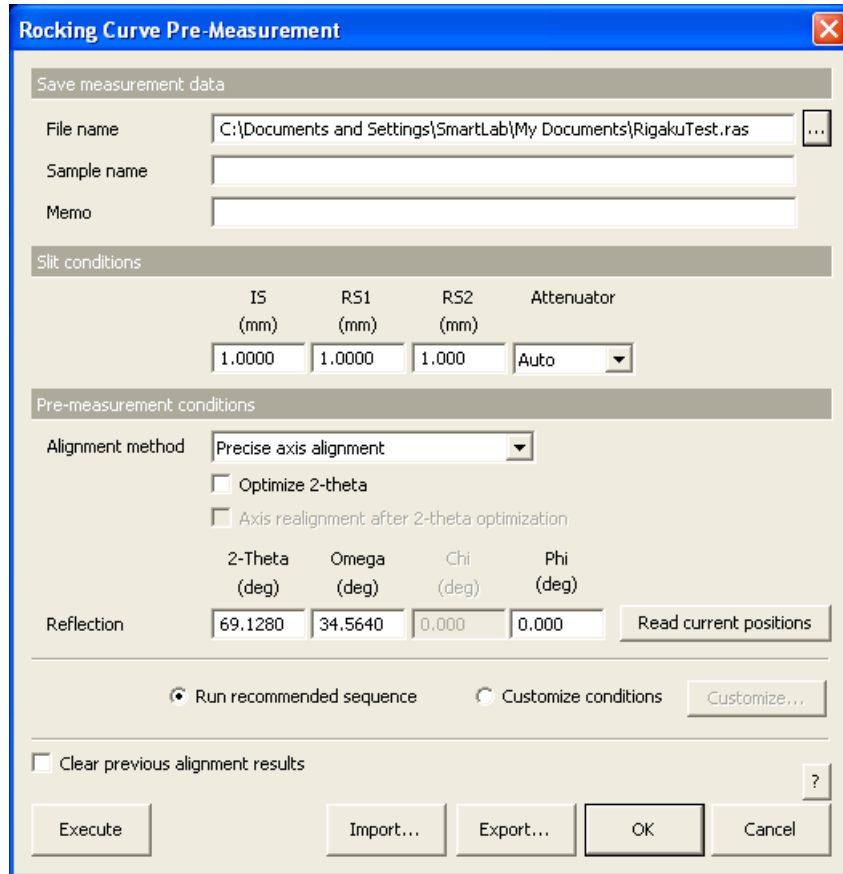 Rocking Curve Pre-Measurement
Save measurement data
File name C:\Documents and Settings\SmartLab\My Documents\RigakuTest.ras ...
Sample name
Memo
Slit conditions
IS RS1 RS2 Attenuator
(mm) (mm) (mm)
1.0000 1.0000 1.000 Auto
Pre-measurement conditions
Alignment method Precise axis alignment
Optimize 2-theta
Axis realignment after 2-theta optimization
2-Theta Omega Chi Phi
(deg) (deg) (deg) (deg)
Reflection 69.1280 34.5640 0.000 0.000 Read current positions
Run recommended sequence Customize conditions Customize...
Clear previous alignment results
?
Execute Import... Export... OK Cancel